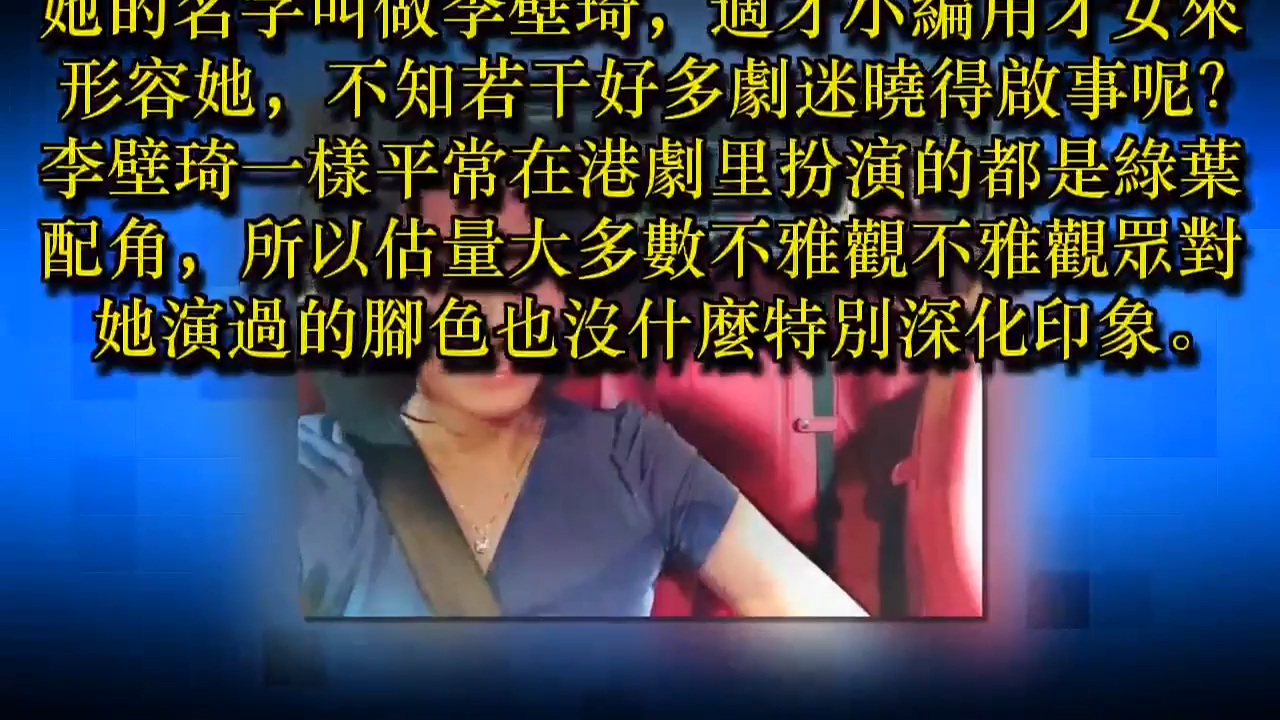 她的名字叫做李壁琦，適才小編用才女來
形容她，不知若干好多劇迷曉得啟事呢？
李壁琦一樣平常在港劇里扮演的都是綠葉
配角，所以估量大多數不雅觀不雅觀眾對
她演過的腳色也沒什麼特別深化印象。